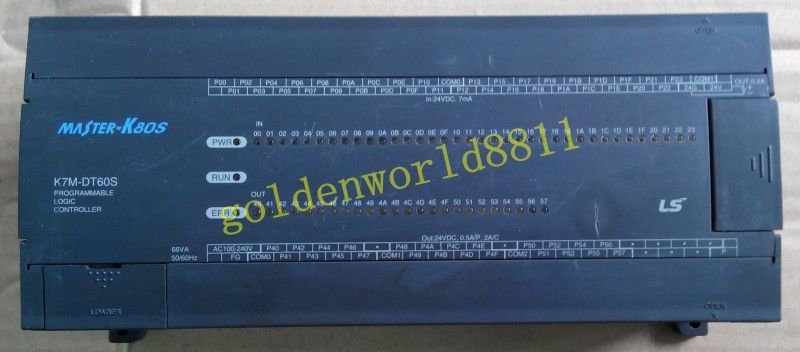 OPEN
P00 P02 P04 P06 P08 P0A P0C P0E P10 COM0 P13 P15 P17 P19 P1B P1D P1F P21 P23 COM1 OUT:0.2A
P01 P03 P05 P07 P09 P0B P0D P0F P11 P12 P14 P16 P18 P1A P1C P1E P20 P22 24G 24V
In:24VDC, 7mA
IN
00 01 02 03 04 05 06 07 08 09 0A 0B 0C 0D 0E 0F 10 11 12 13 14 15 16 17 18 19 1A 1B 1C 1D 1E 1F 20 21 22 23
MASTER-K80S
PWR
K7M-DT60S
PROGRAMMABLE
LOGIC
CONTROLLER
RUN
OUT
40 41 42 43 44 45 46 47 48 49 4A 4B 4C 4D 4E 4F 50 51 52 53 54 55 56 57
ERR
LS
goldenworld8811
Out:24VDC, 0.5A/P, 2A/C
66VA
50/60Hz
AC100-240V P40 P42 P44 P46 • P48 P4A P4C P4E • P50 P52 P54 P56 • • • • •
FG COM0 P41 P43 P45 P47 COM1 P49 P4B P4D P4F COM2 P51 P53 P55 P57 • • • • P
LOADER
OPEN